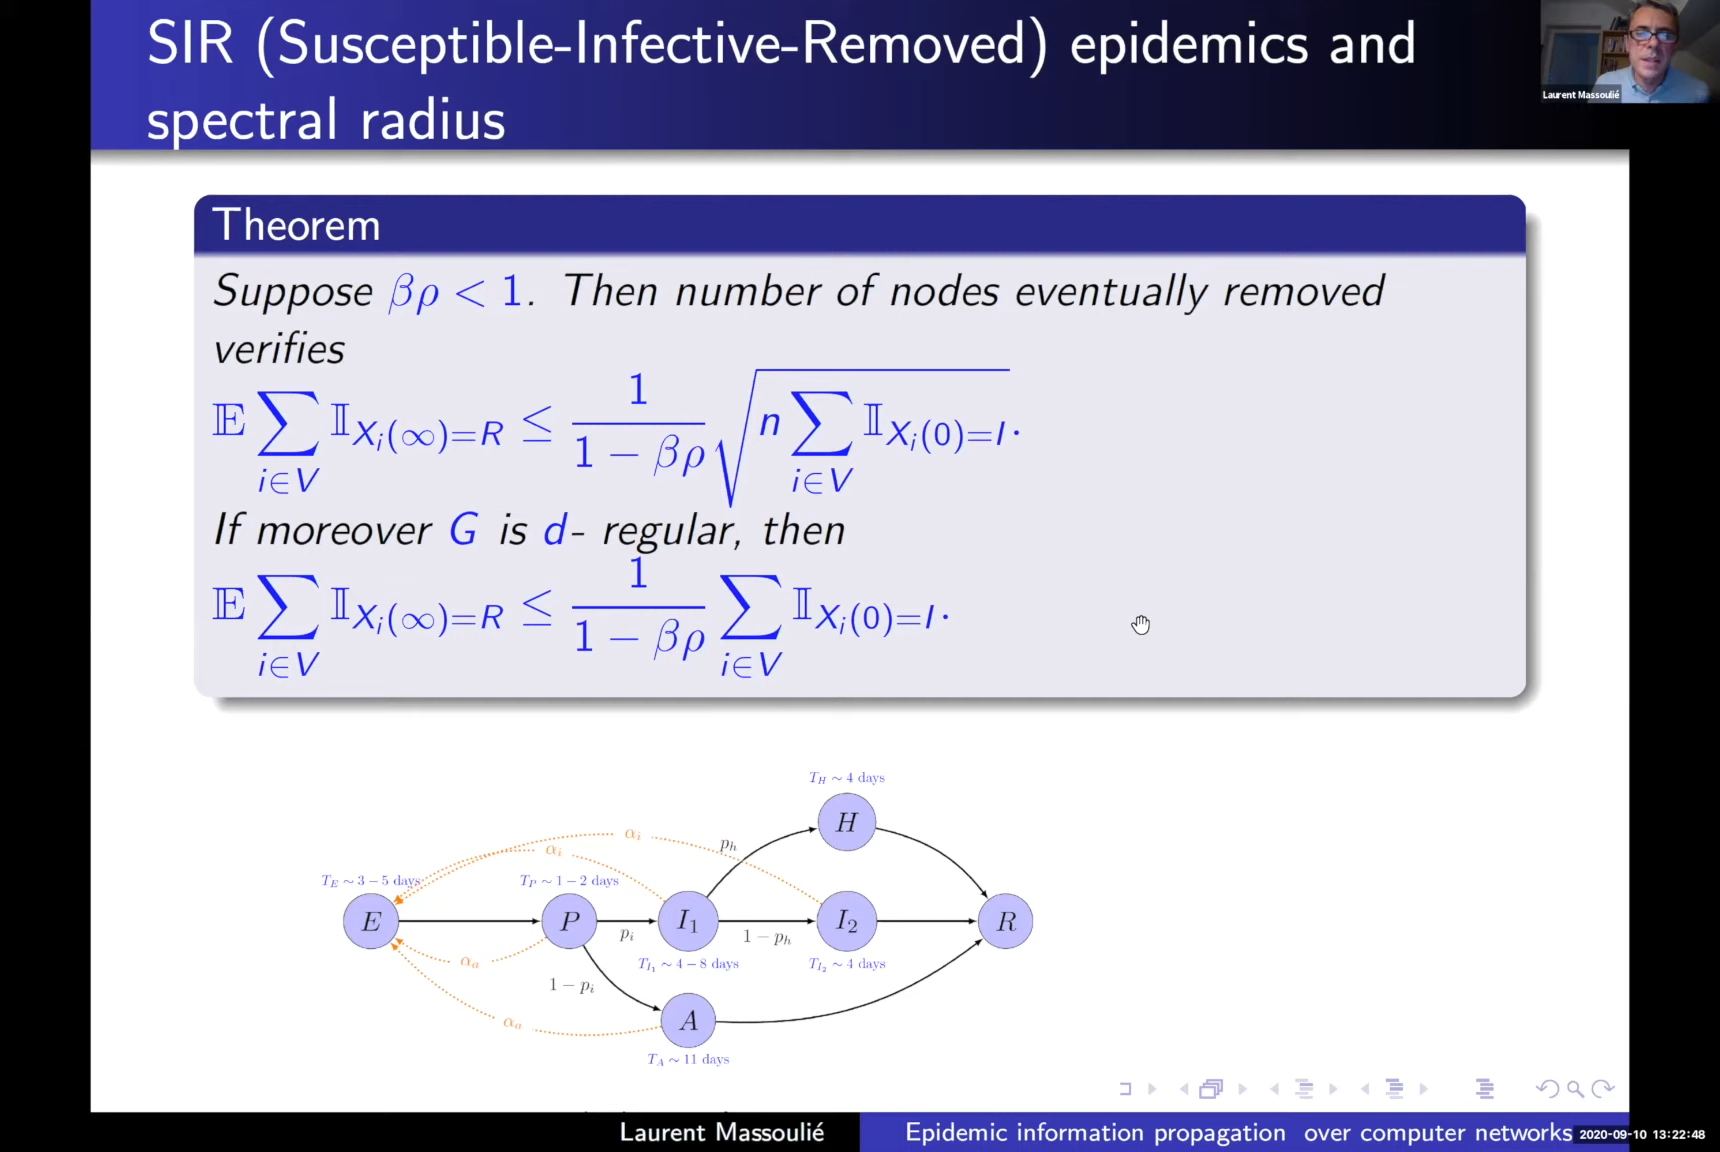 SIR (Susceptible-Infective-Removed) epidemics and
spectral radius
Laurent Massoulié
Theorem
Suppose βρ < 1. Then number of nodes eventually removed
verifies
𝔼 ∑_{i∈V} 𝕀_{X_i(∞)=R} ≤ 1/(1 − βρ) √(n ∑_{i∈V} 𝕀_{X_i(0)=I}).
If moreover G is d- regular, then
𝔼 ∑_{i∈V} 𝕀_{X_i(∞)=R} ≤ 1/(1 − βρ) ∑_{i∈V} 𝕀_{X_i(0)=I}.
T_H ∼ 4 days
H
α_i
p_h
α_i
T_E ∼ 3 − 5 days
T_P ∼ 1 − 2 days
E
P
I_1
I_2
R
p_i
1 − p_h
α_a
T_{I_1} ∼ 4 − 8 days
T_{I_2} ∼ 4 days
1 − p_i
α_a
A
T_A ∼ 11 days
Laurent Massoulié
Epidemic information propagation over computer networks
2020-09-10 13:22:48